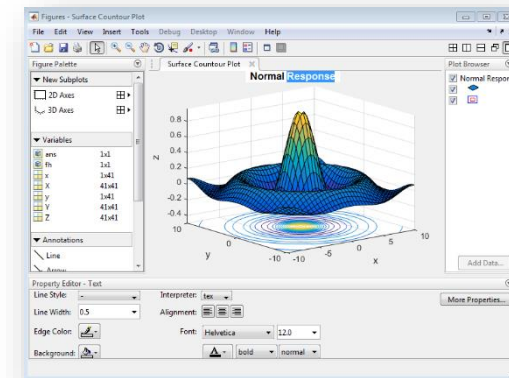 Figures - Surface Countour Plot
File Edit View Insert Tools Debug Desktop Window Help
Figure Palette
Surface Countour Plot
Plot Browser
New Subplots
2D Axes
3D Axes
Variables
ans 1x1
fh 1x1
x 1x41
X 41x41
y 1x41
Y 41x41
Z 41x41
Annotations
Line
Arrow
Normal Response
0.8
0.6
0.4
0.2
0
-0.2
-0.4
z
10
0
-10
y
-10
-5
0
5
10
x
Normal Respon
Add Data...
Property Editor - Text
Line Style: - Interpreter: tex
More Properties...
Line Width: 0.5 Alignment:
Edge Color: Font: Helvetica 12.0
Background: bold normal